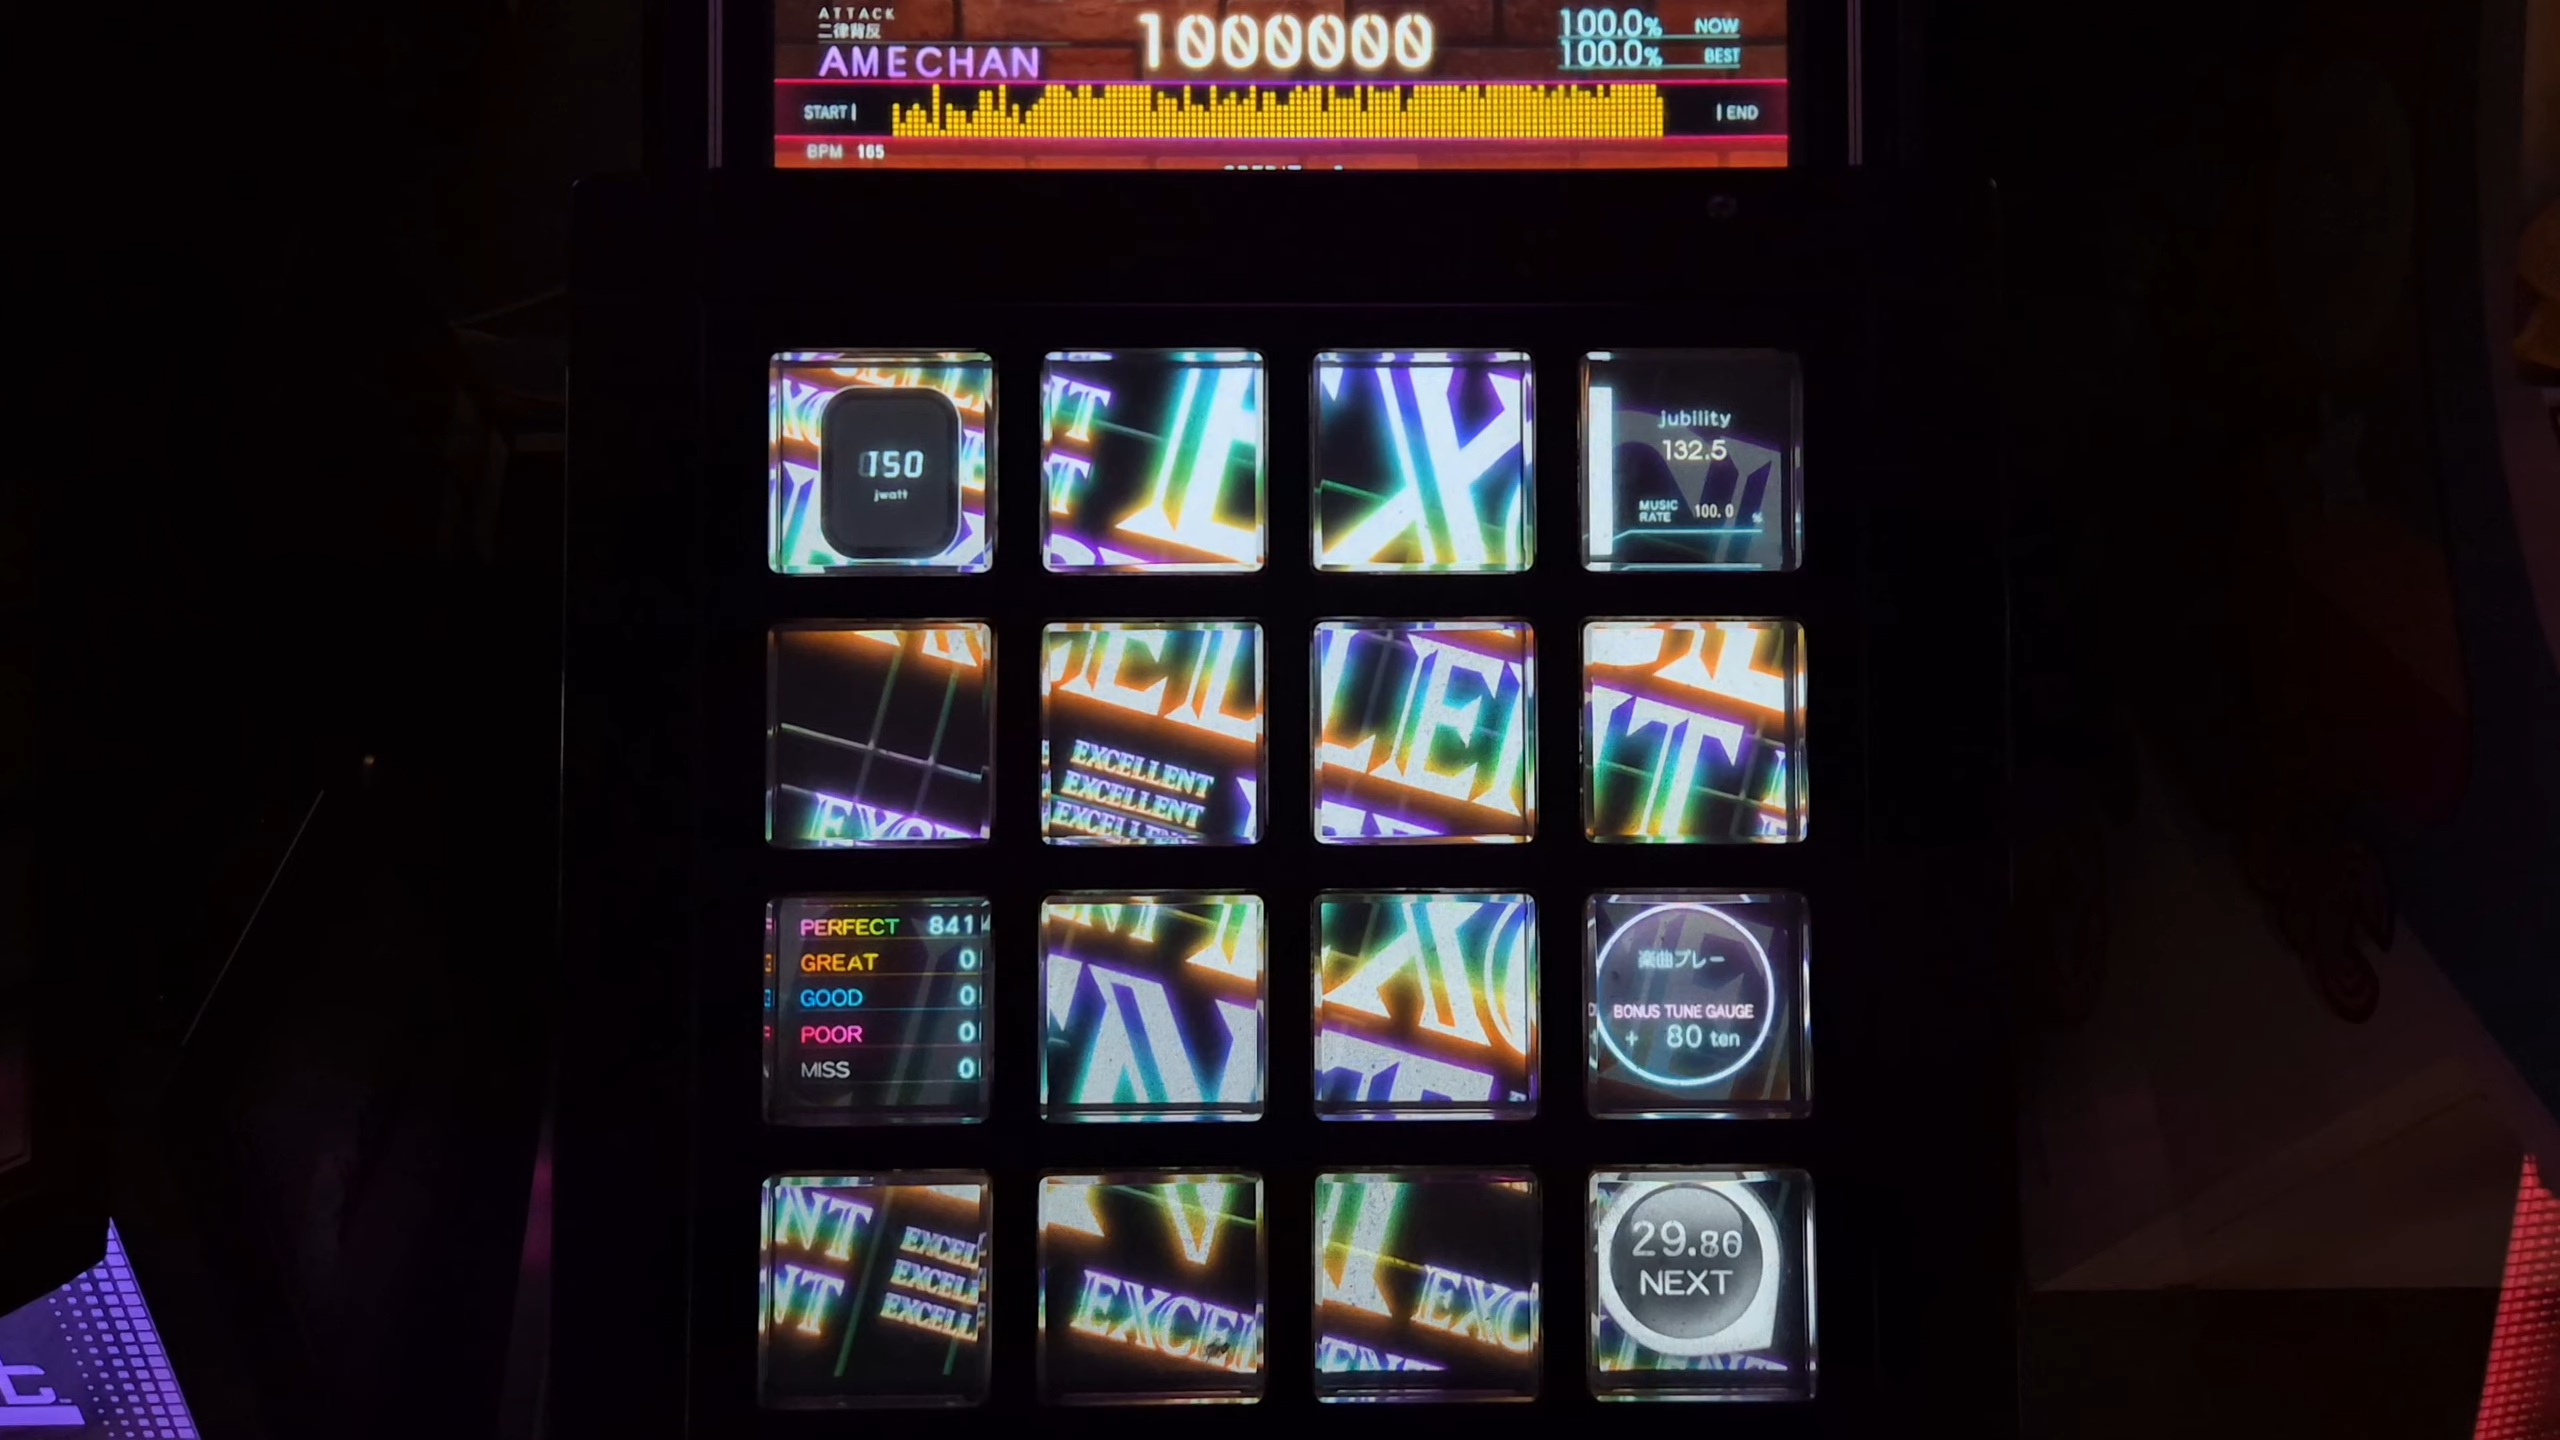 ATTACK
二律背反
AMECHAN
1000000
100.0% NOW
100.0% BEST
START
END
BPM 165
150
jwatt
jubility
132.5
MUSIC RATE 100.0 %
EXCELLENT
EXCELLENT
EXCELLENT
PERFECT 841
GREAT 0
GOOD 0
POOR 0
MISS 0
楽曲プレー
BONUS TUNE GAUGE
+ 80 ten
29.80
NEXT